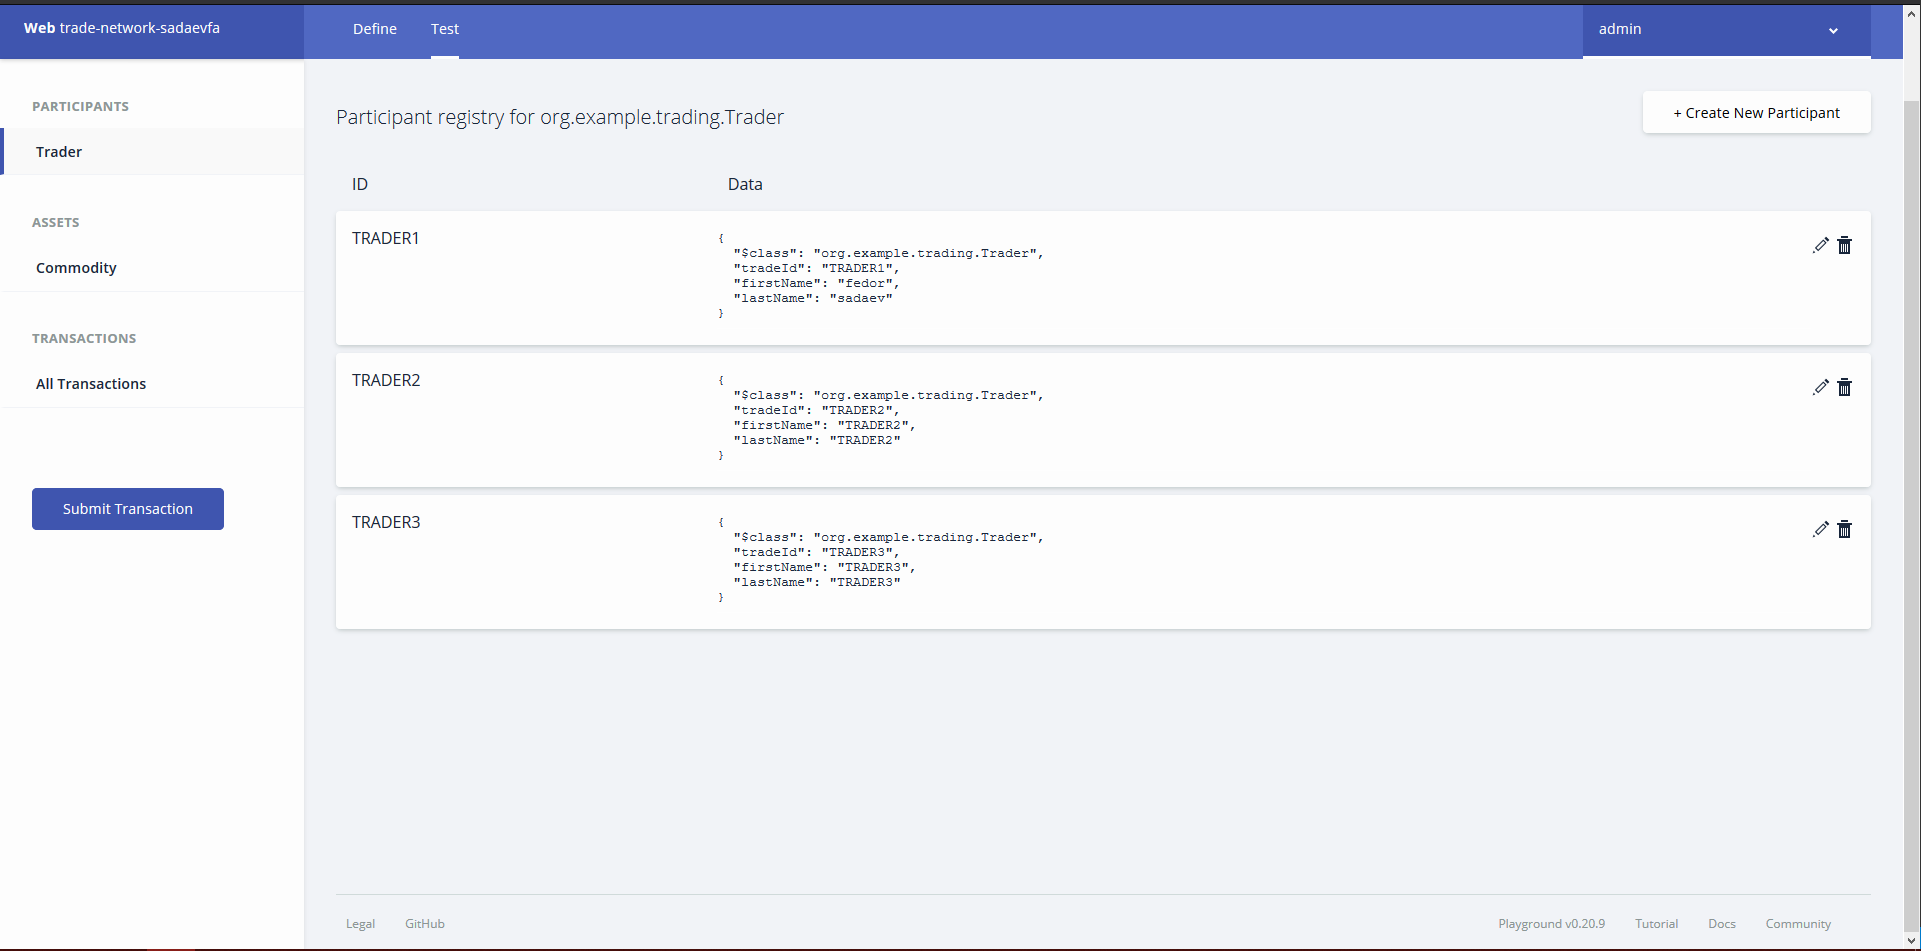 Web trade-network-sadaevfa
Define
Test
admin
PARTICIPANTS
Trader
ASSETS
Commodity
TRANSACTIONS
All Transactions
Submit Transaction
Participant registry for org.example.trading.Trader
+ Create New Participant
ID
Data
TRADER1
{
"$class": "org.example.trading.Trader",
"tradeId": "TRADER1",
"firstName": "fedor",
"lastName": "sadaev"
}
TRADER2
{
"$class": "org.example.trading.Trader",
"tradeId": "TRADER2",
"firstName": "TRADER2",
"lastName": "TRADER2"
}
TRADER3
{
"$class": "org.example.trading.Trader",
"tradeId": "TRADER3",
"firstName": "TRADER3",
"lastName": "TRADER3"
}
Legal
GitHub
Playground v0.20.9
Tutorial
Docs
Community